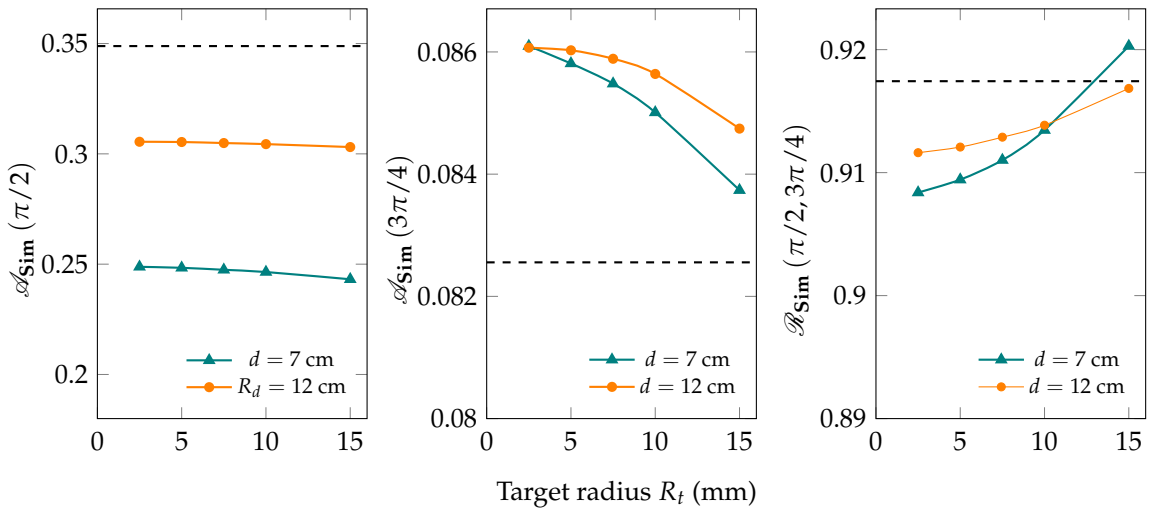 𝒜Sim (π/2)
0.35
0.3
0.25
0.2
0 5 10 15
d = 7 cm
R_d = 12 cm
𝒜Sim (3π/4)
0.086
0.084
0.082
0.08
0 5 10 15
d = 7 cm
d = 12 cm
ℛSim (π/2, 3π/4)
0.92
0.91
0.9
0.89
0 5 10 15
d = 7 cm
d = 12 cm
Target radius R_t (mm)